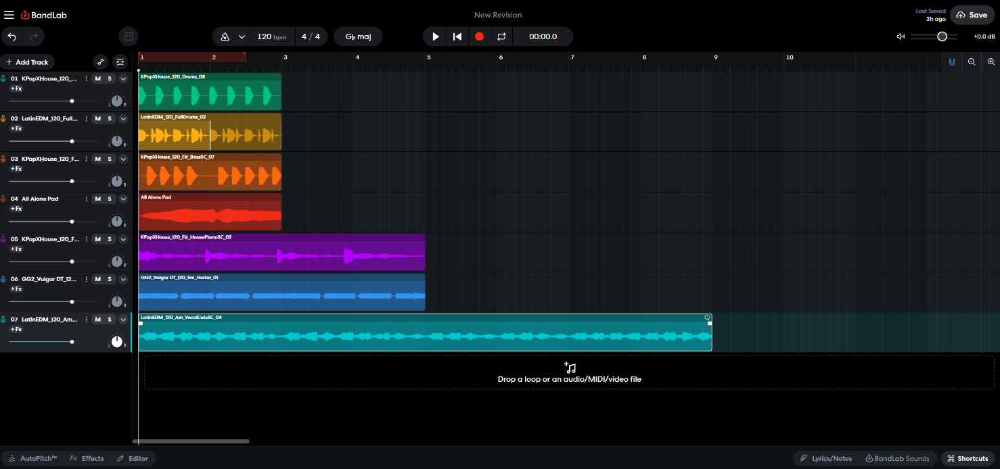 BandLab
New Revision
Last Saved
3h ago
Save
120 bpm
4 / 4
G♭ maj
00:00.0
+0.0 dB
+ Add Track
1 2 3 4 5 6 7 8 9 10
01 KPopXHouse_120_...
M S
+Fx
L R
KPopXHouse_120_Drums_08
02 LatinEDM_120_Full...
M S
+Fx
L R
LatinEDM_120_FullDrums_02
03 KPopXHouse_120_F...
M S
+Fx
L R
KPopXHouse_120_F#_BassSC_07
04 All Alone Pad
M S
+Fx
L R
All Alone Pad
05 KPopXHouse_120_F...
M S
+Fx
L R
KPopXHouse_120_F#_HousePianoSC_02
06 GG2_Vulgar DT_12...
M S
+Fx
L R
GG2_Vulgar DT_120_Em_Guitar_01
07 LatinEDM_120_Am...
M S
+Fx
L R
LatinEDM_120_Am_VocalCutsSC_04
Drop a loop or an audio/MIDI/video file
AutoPitch™
Fx Effects
Editor
Lyrics/Notes
BandLab Sounds
Shortcuts